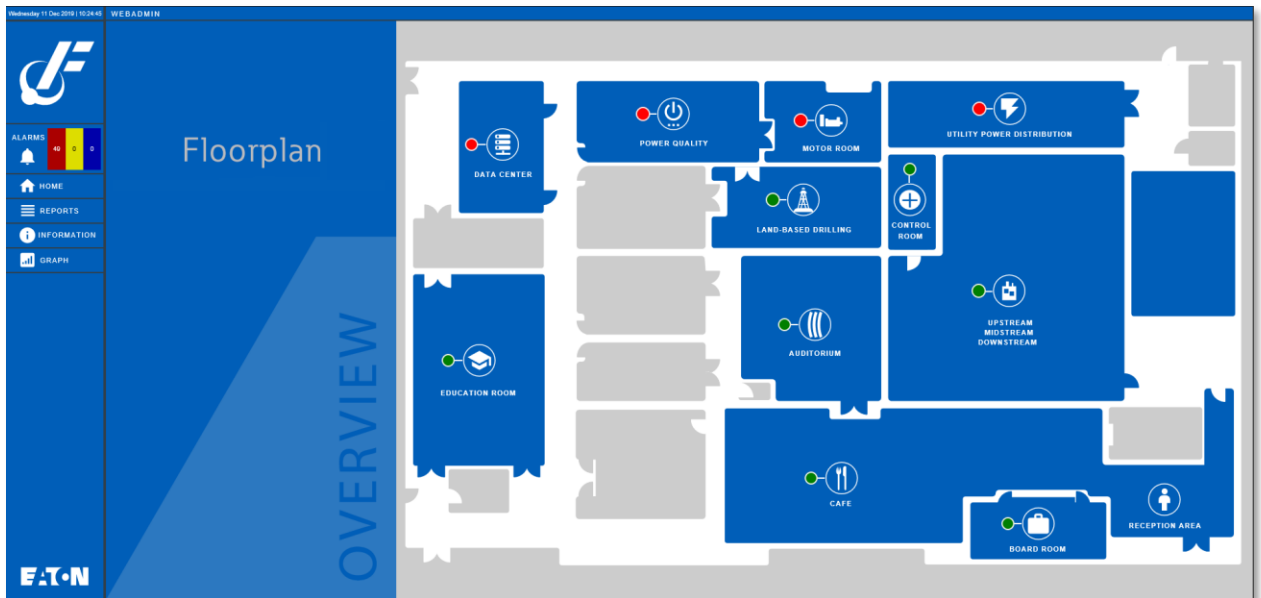 Wednesday 11 Dec 2019 | 10:24:45
WEBADMIN
ALARMS
40 0 0
HOME
REPORTS
INFORMATION
GRAPH
EATON
Floorplan
OVERVIEW
DATA CENTER
POWER QUALITY
MOTOR ROOM
UTILITY POWER DISTRIBUTION
LAND-BASED DRILLING
CONTROL
ROOM
UPSTREAM
MIDSTREAM
DOWNSTREAM
AUDITORIUM
EDUCATION ROOM
CAFE
RECEPTION AREA
BOARD ROOM